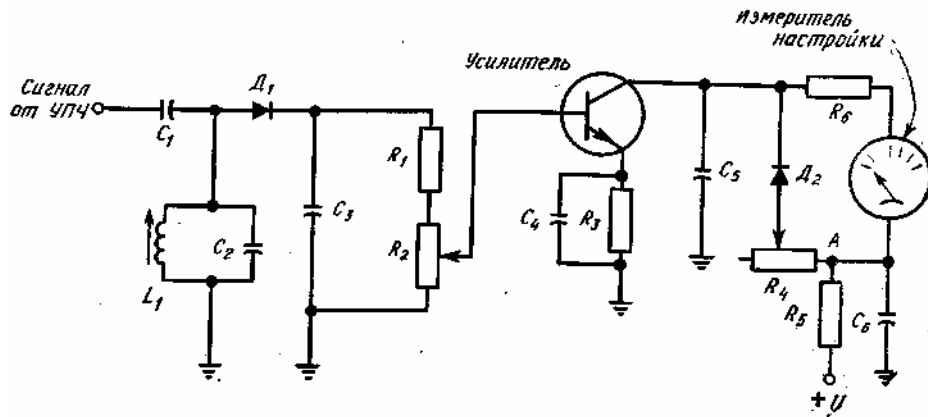 Измеритель
настройки
Усилитель
Сигнал
от УПЧ
Д₁
C₁
R₆
R₁
C₅
Д₂
C₃
C₄
R₃
C₂
R₂
A
L₁
R₄
R₅
C₆
+U